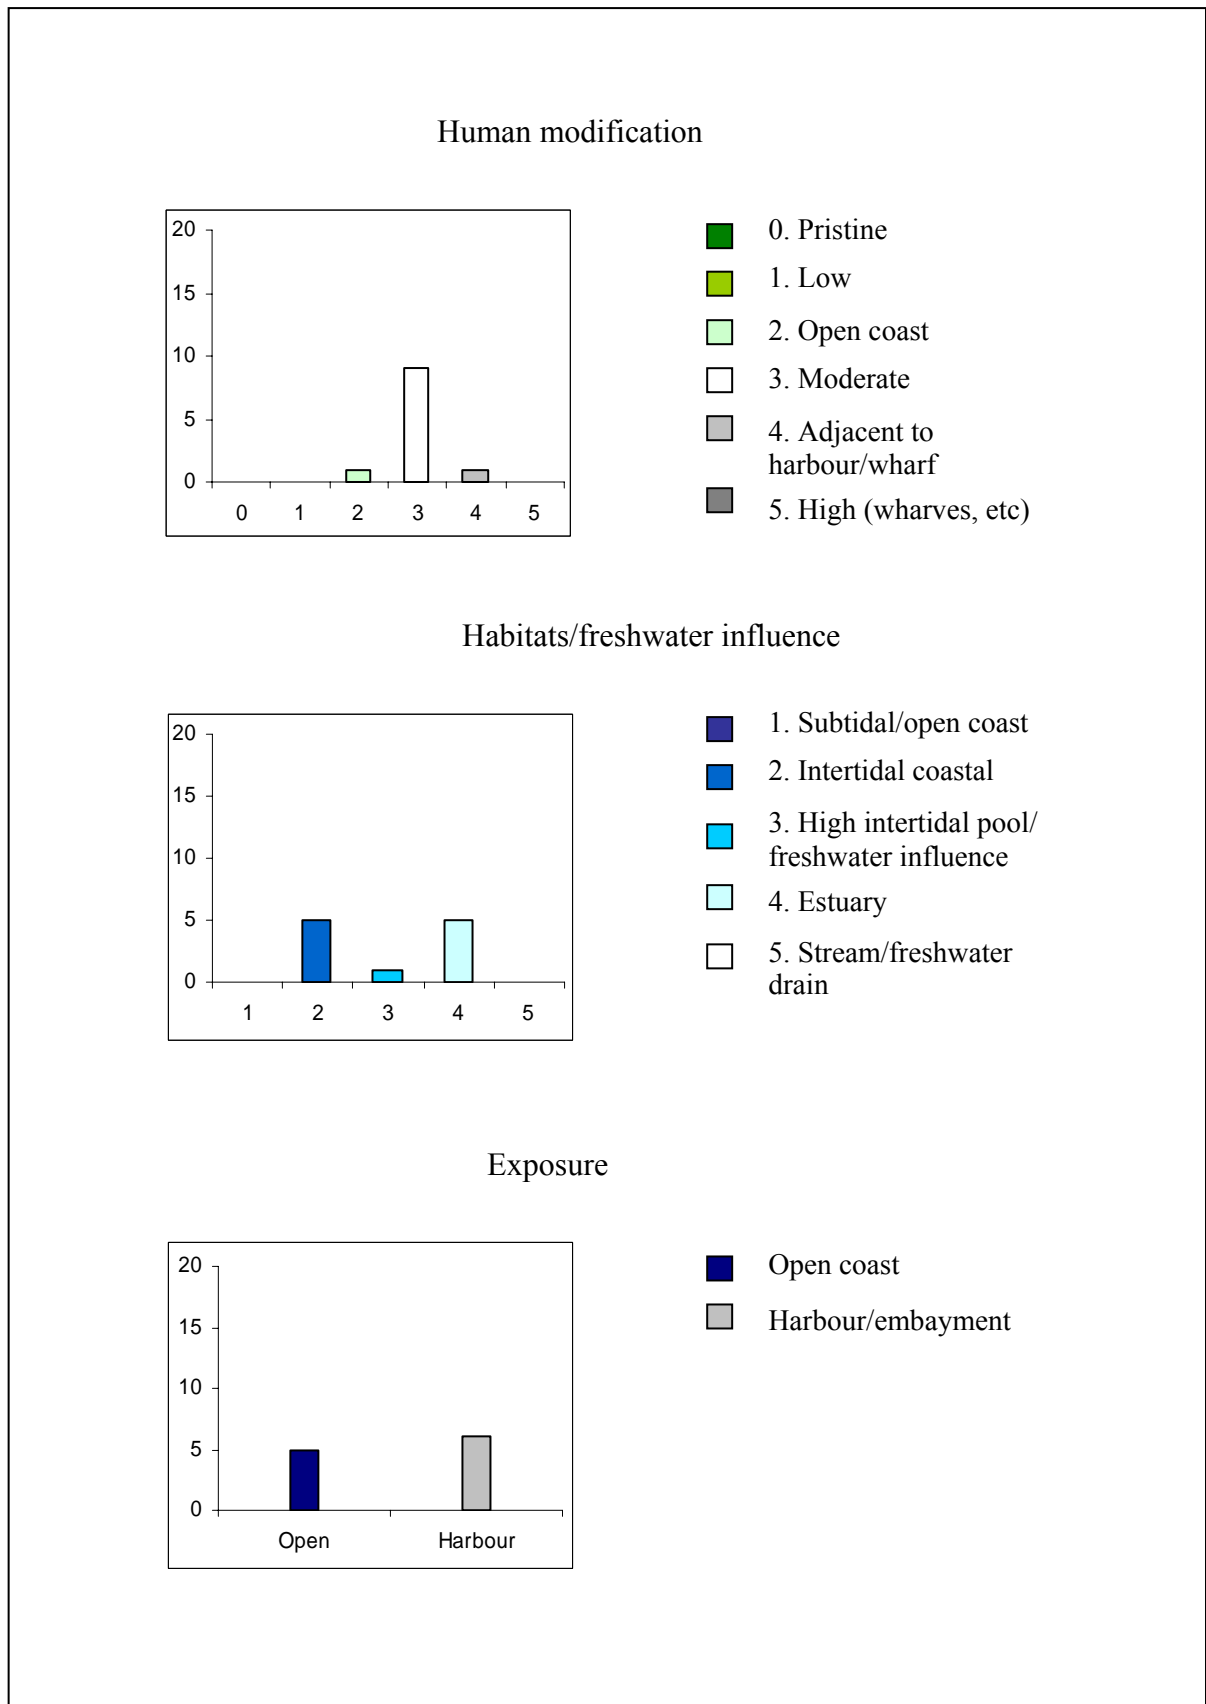 Human modification
20
15
10
5
0
0 1 2 3 4 5
0. Pristine
1. Low
2. Open coast
3. Moderate
4. Adjacent to
harbour/wharf
5. High (wharves, etc)
Habitats/freshwater influence
20
15
10
5
0
1 2 3 4 5
1. Subtidal/open coast
2. Intertidal coastal
3. High intertidal pool/
freshwater influence
4. Estuary
5. Stream/freshwater
drain
Exposure
20
15
10
5
0
Open Harbour
Open coast
Harbour/embayment